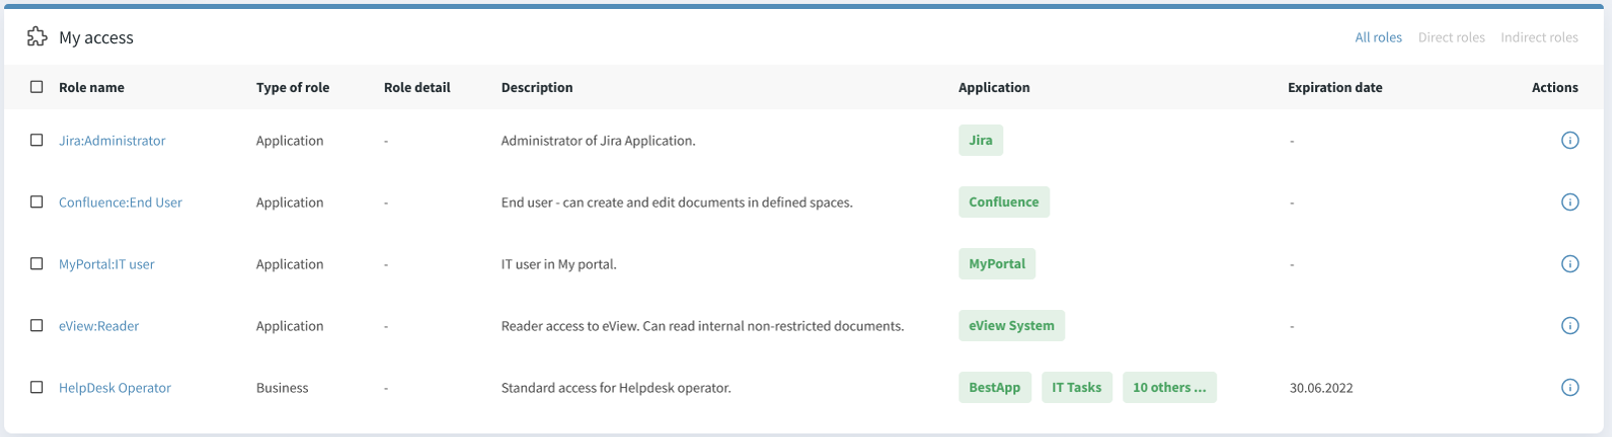 My access
All roles Direct roles Indirect roles
Role name Type of role Role detail Description Application Expiration date Actions
Jira:Administrator Application - Administrator of Jira Application. Jira -
Confluence:End User Application - End user - can create and edit documents in defined spaces. Confluence -
MyPortal:IT user Application - IT user in My portal. MyPortal -
eView:Reader Application - Reader access to eView. Can read internal non-restricted documents. eView System -
HelpDesk Operator Business - Standard access for Helpdesk operator. BestApp IT Tasks 10 others ... 30.06.2022